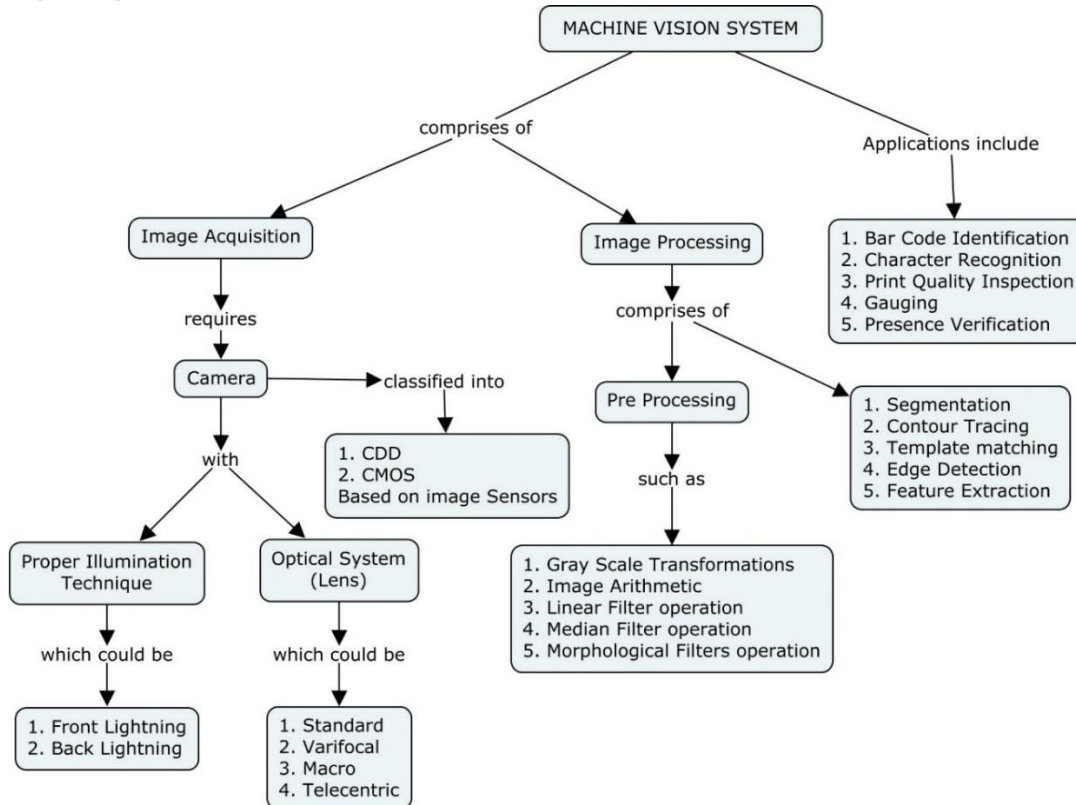 MACHINE VISION SYSTEM
comprises of
Applications include
Image Acquisition
Image Processing
1. Bar Code Identification
2. Character Recognition
3. Print Quality Inspection
4. Gauging
5. Presence Verification
requires
comprises of
Camera
classified into
Pre Processing
1. Segmentation
2. Contour Tracing
3. Template matching
4. Edge Detection
5. Feature Extraction
with
1. CDD
2. CMOS
Based on image Sensors
such as
Proper Illumination
Technique
Optical System
(Lens)
1. Gray Scale Transformations
2. Image Arithmetic
3. Linear Filter operation
4. Median Filter operation
5. Morphological Filters operation
which could be
which could be
1. Front Lightning
2. Back Lightning
1. Standard
2. Varifocal
3. Macro
4. Telecentric